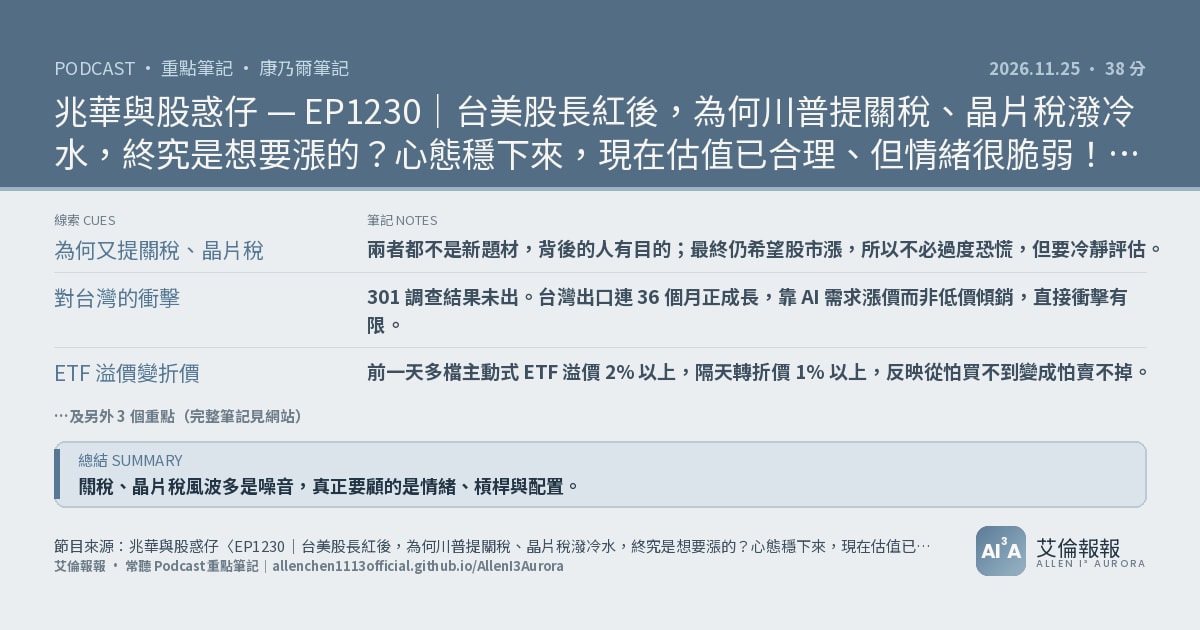 PODCAST ・ 重點筆記 ・ 康乃爾筆記
2026.11.25 ・ 38 分
兆華與股惑仔 — EP1230｜台美股長紅後，為何川普提關稅、晶片稅潑冷
水，終究是想要漲的？心態穩下來，現在估值已合理、但情緒很脆弱！⋯
線索 CUES
筆記 NOTES
為何又提關稅、晶片稅
兩者都不是新題材，背後的人有目的；最終仍希望股市漲，所以不必過度恐慌，但要冷靜評估。
對台灣的衝擊
301 調查結果未出。台灣出口連 36 個月正成長，靠 AI 需求漲價而非低價傾銷，直接衝擊有
限。
ETF 溢價變折價
前一天多檔主動式 ETF 溢價 2% 以上，隔天轉折價 1% 以上，反映從怕買不到變成怕賣不掉。
⋯及另外 3 個重點（完整筆記見網站）
總結 SUMMARY
關稅、晶片稅風波多是噪音，真正要顧的是情緒、槓桿與配置。
節目來源：兆華與股惑仔〈EP1230｜台美股長紅後，為何川普提關稅、晶片稅潑冷水，終究是想要漲的？心態穩下來，現在估值已⋯
艾倫報報 ・ 常聽 Podcast 重點筆記｜allenchen1113official.github.io/AllenI3Aurora
AI³A
艾倫報報
ALLEN I³ AURORA